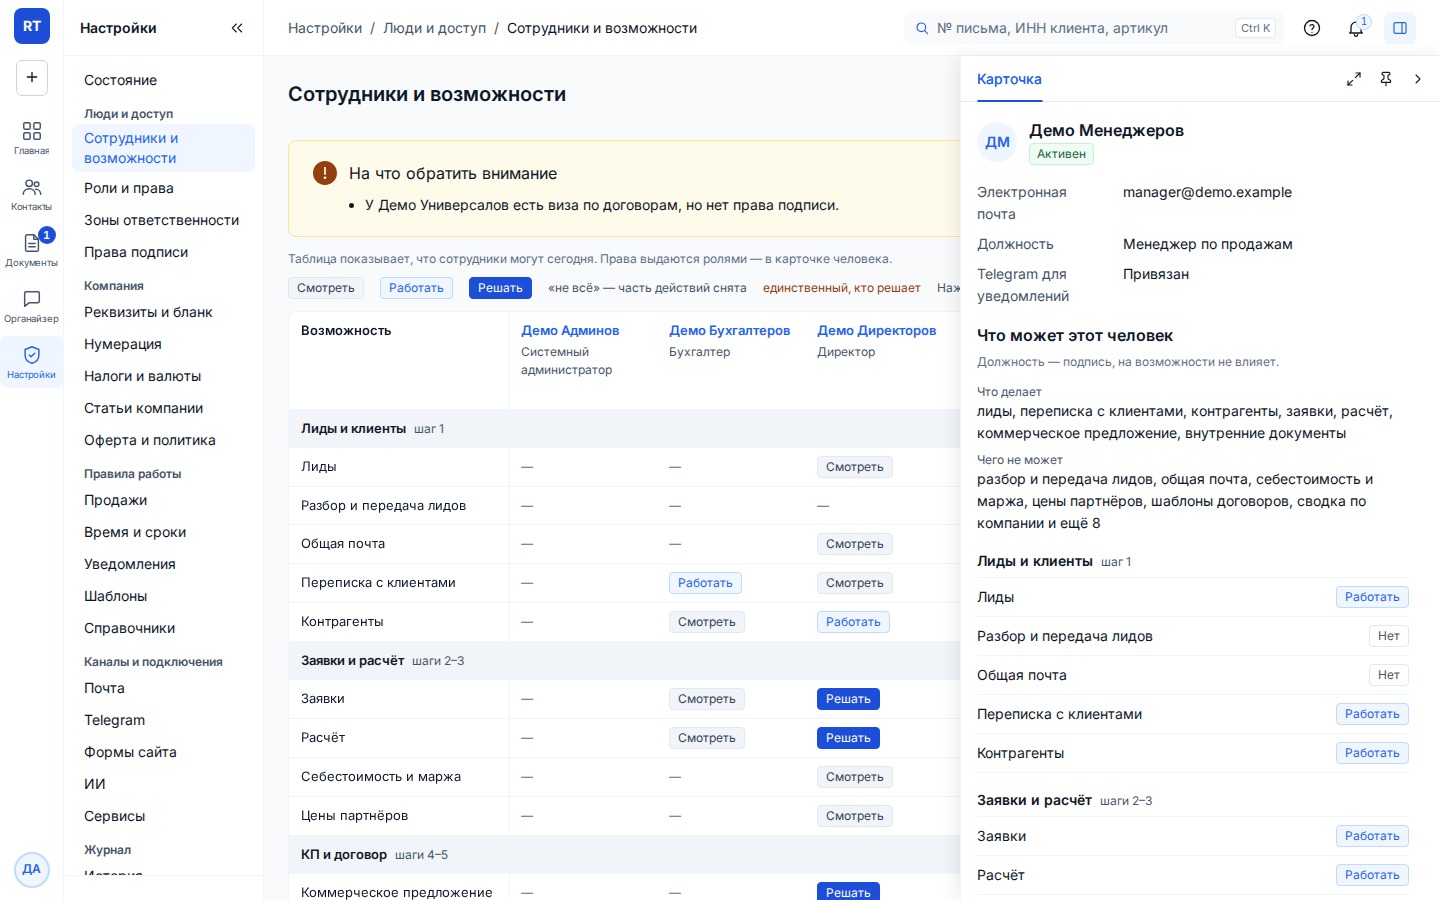 RT
Главная
Контакты
1
Документы
Органайзер
Настройки
ДА
Настройки
Состояние
Люди и доступ
Сотрудники и
возможности
Роли и права
Зоны ответственности
Права подписи
Компания
Реквизиты и бланк
Нумерация
Налоги и валюты
Статьи компании
Оферта и политика
Правила работы
Продажи
Время и сроки
Уведомления
Шаблоны
Справочники
Каналы и подключения
Почта
Telegram
Формы сайта
ИИ
Сервисы
Журнал
История
Настройки / Люди и доступ / Сотрудники и возможности
№ письма, ИНН клиента, артикул Ctrl K
1
Сотрудники и возможности
На что обратить внимание
• У Демо Универсалов есть виза по договорам, но нет права подписи.
Таблица показывает, что сотрудники могут сегодня. Права выдаются ролями — в карточке человека.
Смотреть Работать Решать «не всё» — часть действий снята единственный, кто решает
Возможность Демо Админов Демо Бухгалтеров Демо Директоров
Системный Бухгалтер Директор
администратор
Лиды и клиенты шаг 1
Лиды — — Смотреть
Разбор и передача лидов — — —
Общая почта — — Смотреть
Переписка с клиентами — Работать Смотреть
Контрагенты — Смотреть Работать
Заявки и расчёт шаги 2–3
Заявки — Смотреть Решать
Расчёт — Смотреть Решать
Себестоимость и маржа — — Смотреть
Цены партнёров — — Смотреть
КП и договор шаги 4–5
Коммерческое предложение — — Решать
Карточка
ДМ
Демо Менеджеров
Активен
Электронная manager@demo.example
почта
Должность Менеджер по продажам
Telegram для Привязан
уведомлений
Что может этот человек
Должность — подпись, на возможности не влияет.
Что делает
лиды, переписка с клиентами, контрагенты, заявки, расчёт,
коммерческое предложение, внутренние документы
Чего не может
разбор и передача лидов, общая почта, себестоимость и
маржа, цены партнёров, шаблоны договоров, сводка по
компании и ещё 8
Лиды и клиенты шаг 1
Лиды Работать
Разбор и передача лидов Нет
Общая почта Нет
Переписка с клиентами Работать
Контрагенты Работать
Заявки и расчёт шаги 2–3
Заявки Работать
Расчёт Работать